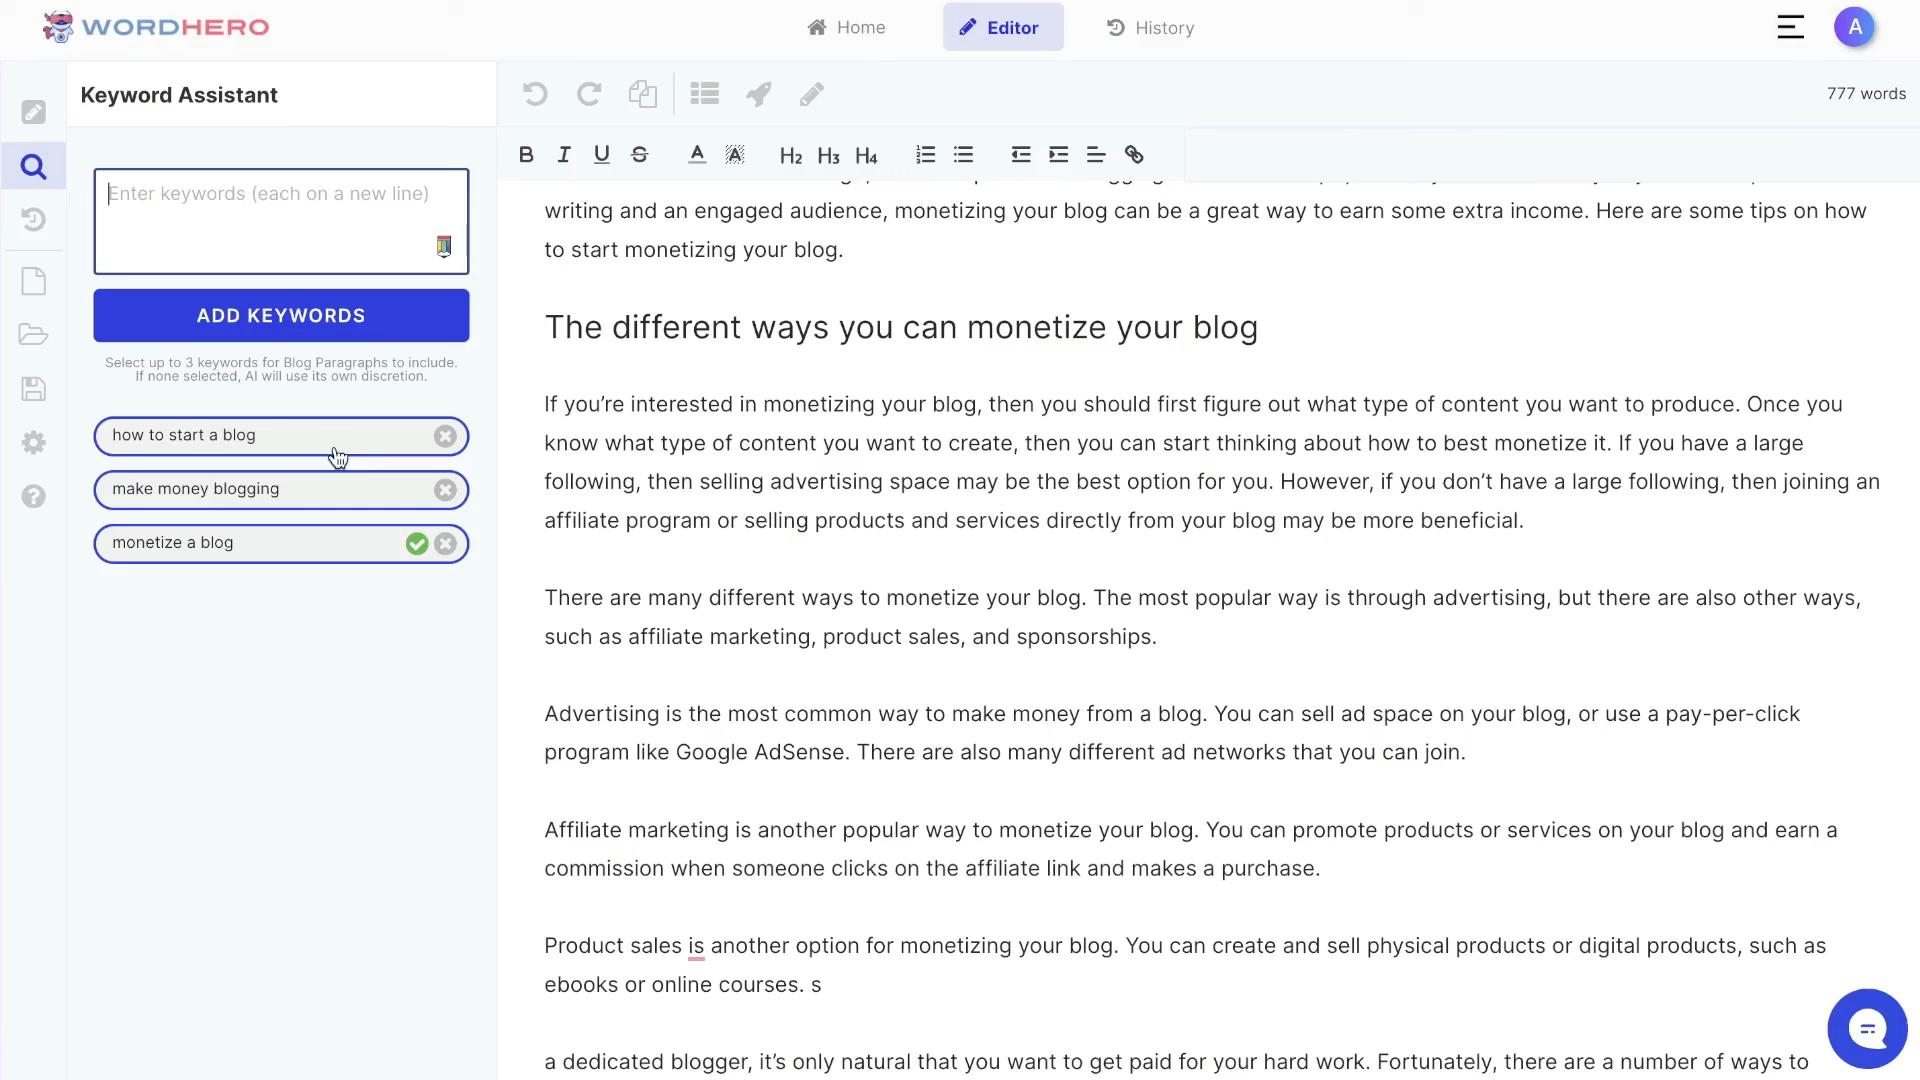 WORDHERO
Home
Editor
History
A
Keyword Assistant
777 words
B I U S A A H2 H3 H4
Enter keywords (each on a new line)
ADD KEYWORDS
Select up to 3 keywords for Blog Paragraphs to include.
If none selected, AI will use its own discretion.
how to start a blog
make money blogging
monetize a blog
writing and an engaged audience, monetizing your blog can be a great way to earn some extra income. Here are some tips on how
to start monetizing your blog.
The different ways you can monetize your blog
If you’re interested in monetizing your blog, then you should first figure out what type of content you want to produce. Once you
know what type of content you want to create, then you can start thinking about how to best monetize it. If you have a large
following, then selling advertising space may be the best option for you. However, if you don’t have a large following, then joining an
affiliate program or selling products and services directly from your blog may be more beneficial.
There are many different ways to monetize your blog. The most popular way is through advertising, but there are also other ways,
such as affiliate marketing, product sales, and sponsorships.
Advertising is the most common way to make money from a blog. You can sell ad space on your blog, or use a pay-per-click
program like Google AdSense. There are also many different ad networks that you can join.
Affiliate marketing is another popular way to monetize your blog. You can promote products or services on your blog and earn a
commission when someone clicks on the affiliate link and makes a purchase.
Product sales is another option for monetizing your blog. You can create and sell physical products or digital products, such as
ebooks or online courses. s
a dedicated blogger, it’s only natural that you want to get paid for your hard work. Fortunately, there are a number of ways to